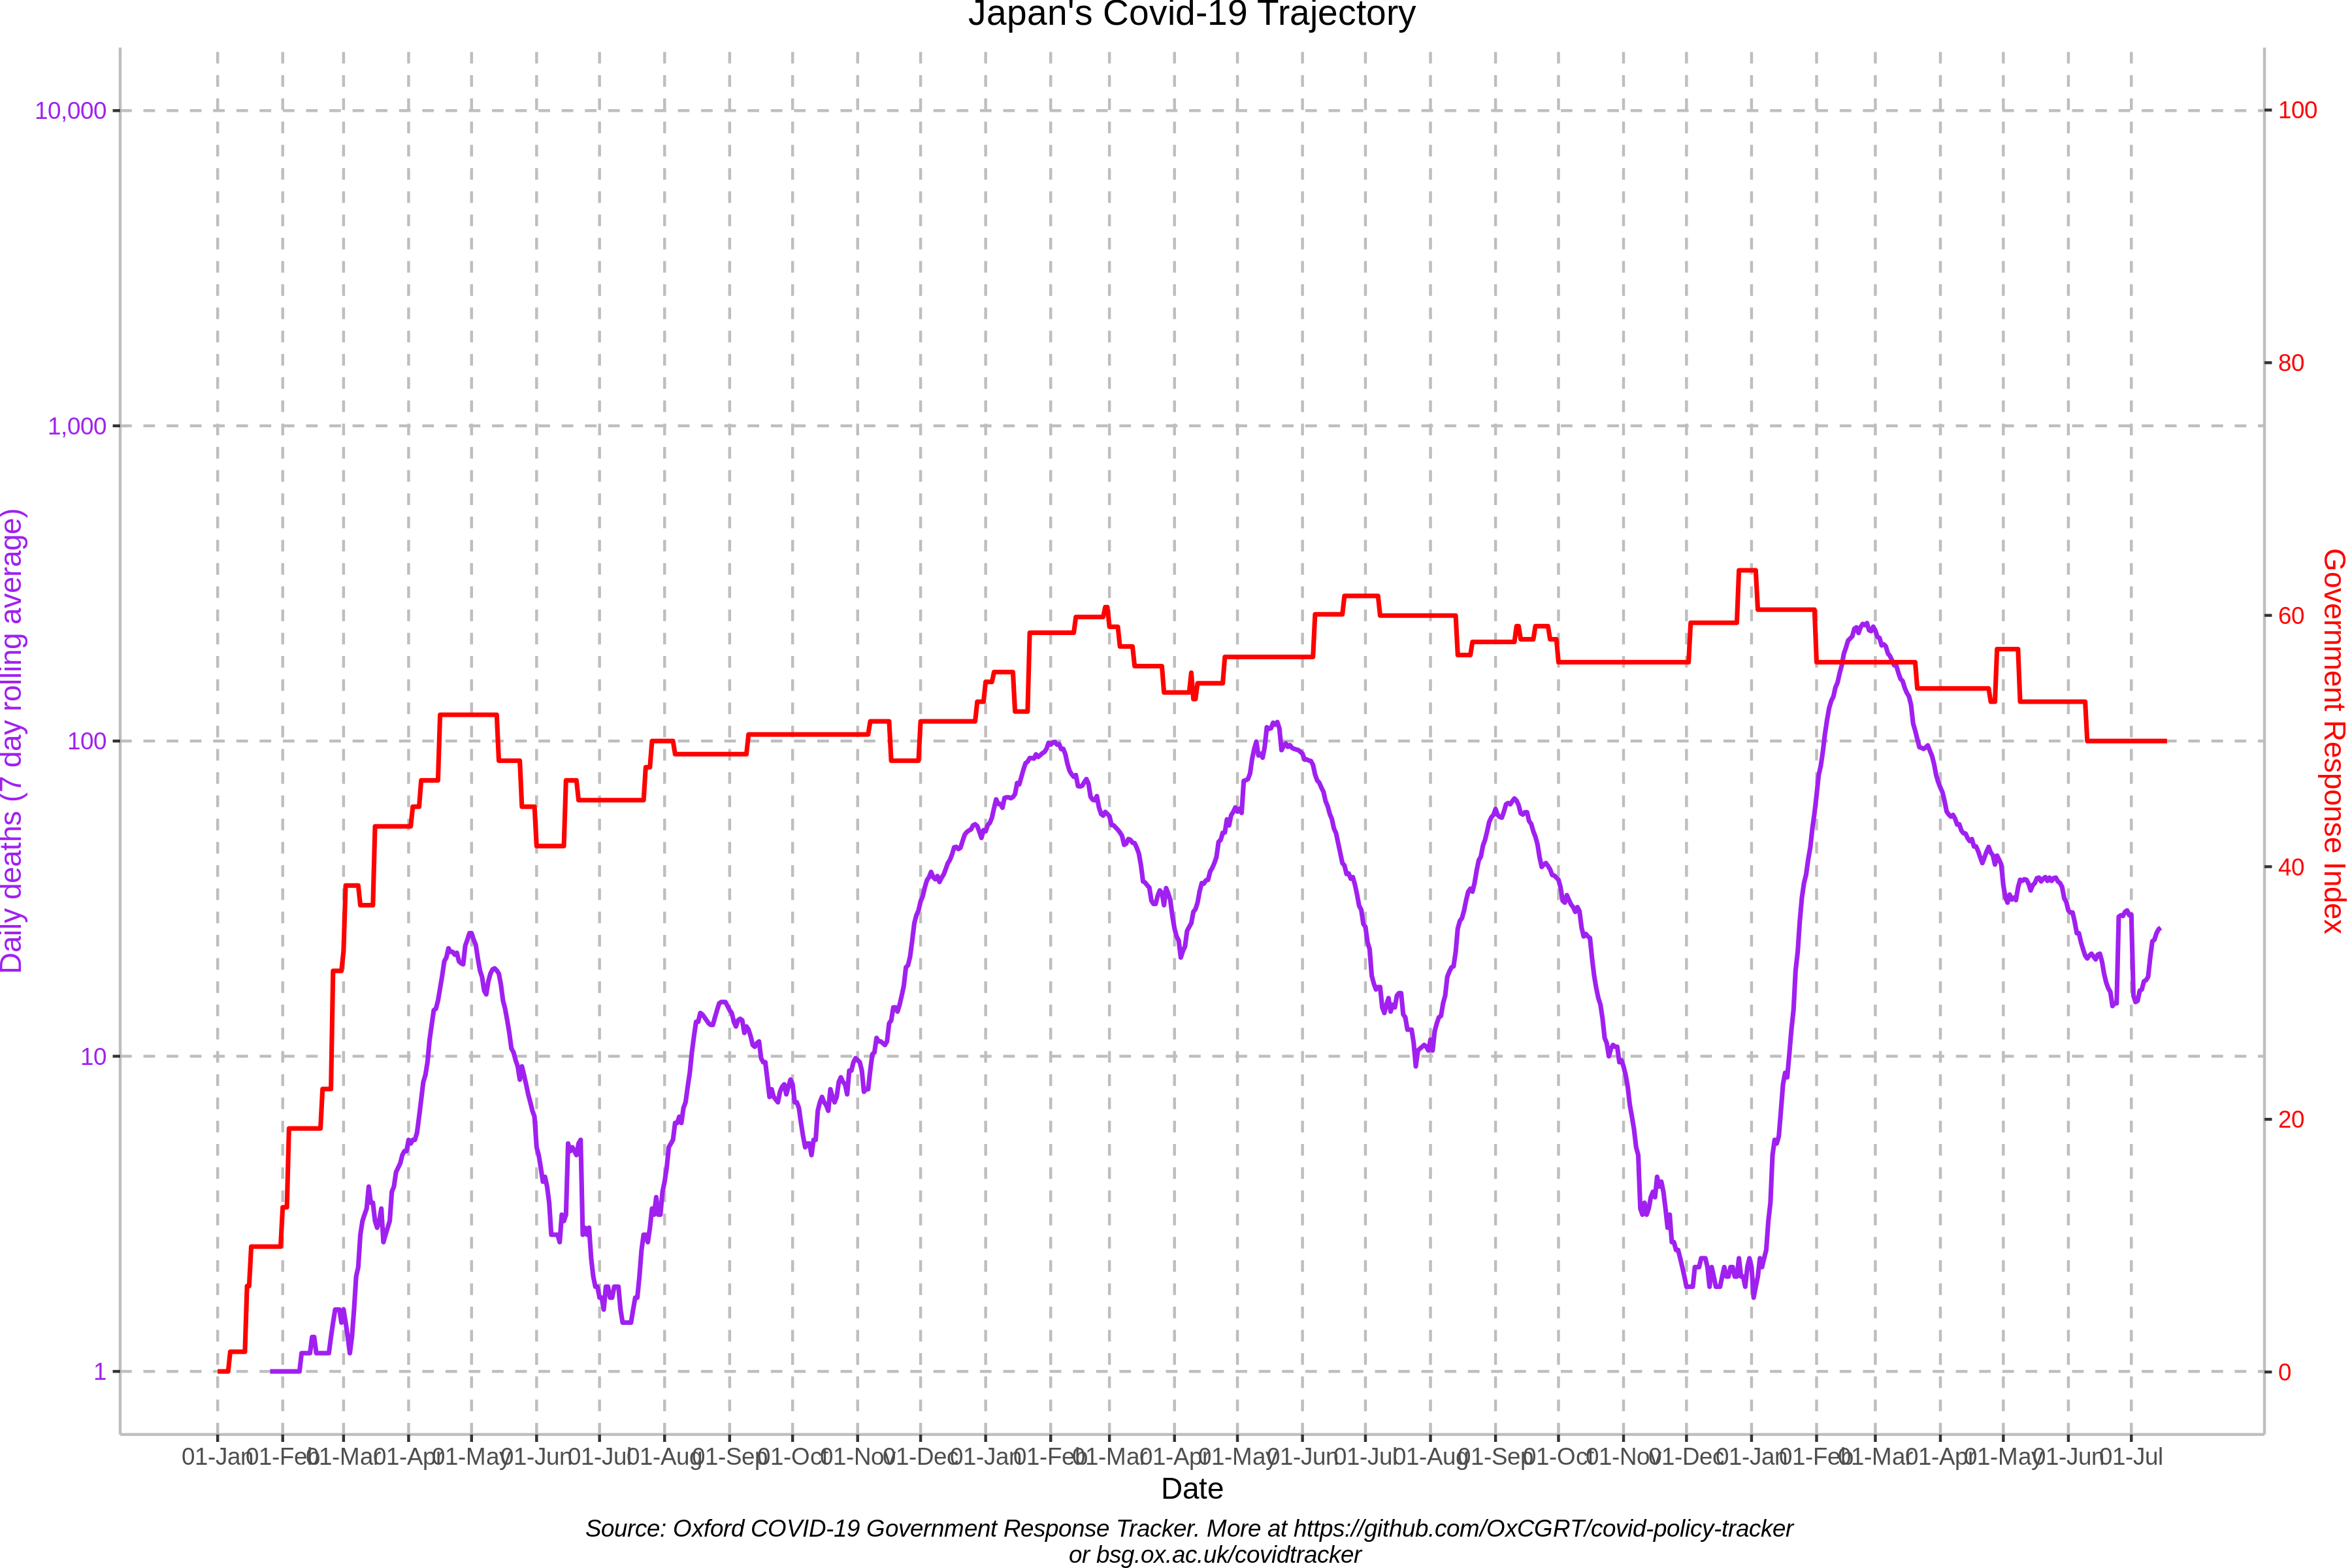 Japan's Covid-19 Trajectory
10,000
1,000
100
10
1
Daily deaths (7 day rolling average)
100
80
60
40
20
0
Government Response Index
01-Jan 01-Feb 01-Mar 01-Apr 01-May 01-Jun 01-Jul 01-Aug 01-Sep 01-Oct 01-Nov 01-Dec 01-Jan 01-Feb 01-Mar 01-Apr 01-May 01-Jun 01-Jul 01-Aug 01-Sep 01-Oct 01-Nov 01-Dec 01-Jan 01-Feb 01-Mar 01-Apr 01-May 01-Jun 01-Jul
Date
Source: Oxford COVID-19 Government Response Tracker. More at https://github.com/OxCGRT/covid-policy-tracker
or bsg.ox.ac.uk/covidtracker